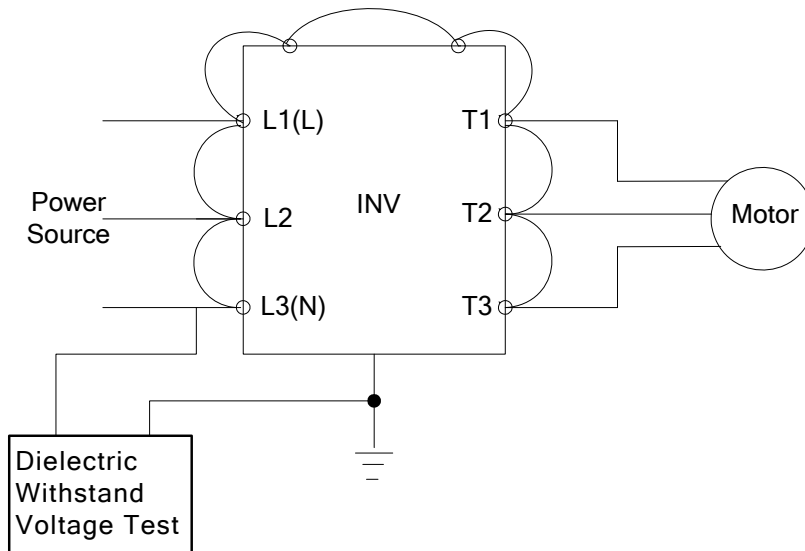 L1(L)
T1
Power
Source
L2
INV
T2
Motor
L3(N)
T3
Dielectric
Withstand
Voltage Test